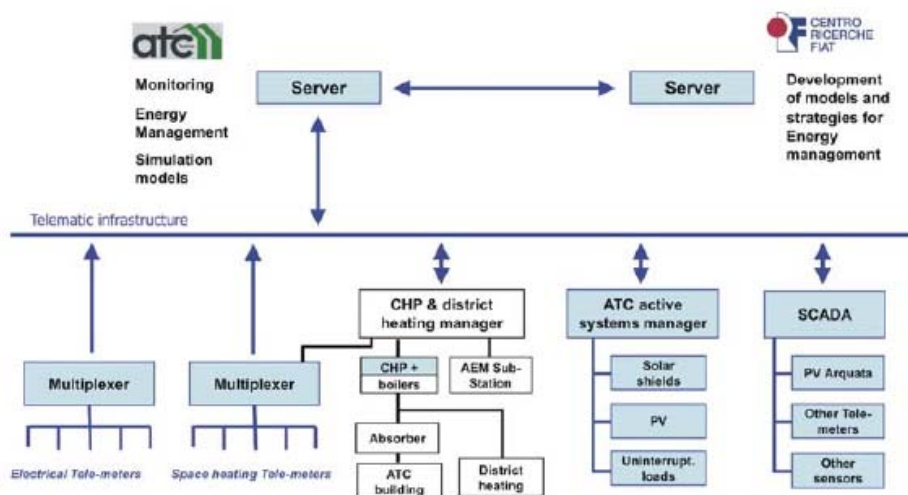 atc
CENTRO
RICERCHE
FIAT
Monitoring
Energy
Management
Simulation
models
Server
Server
Development
of models and
strategies for
Energy
management
Telematic infrastructure
CHP & district
heating manager
ATC active
systems manager
SCADA
Multiplexer
Multiplexer
CHP +
boilers
AEM Sub-
Station
Solar
shields
PV Arquata
Absorber
PV
Other Tele-
meters
Electrical Tele-meters
Space heating Tele-meters
ATC
building
District
heating
Uninterrupt.
loads
Other
sensors